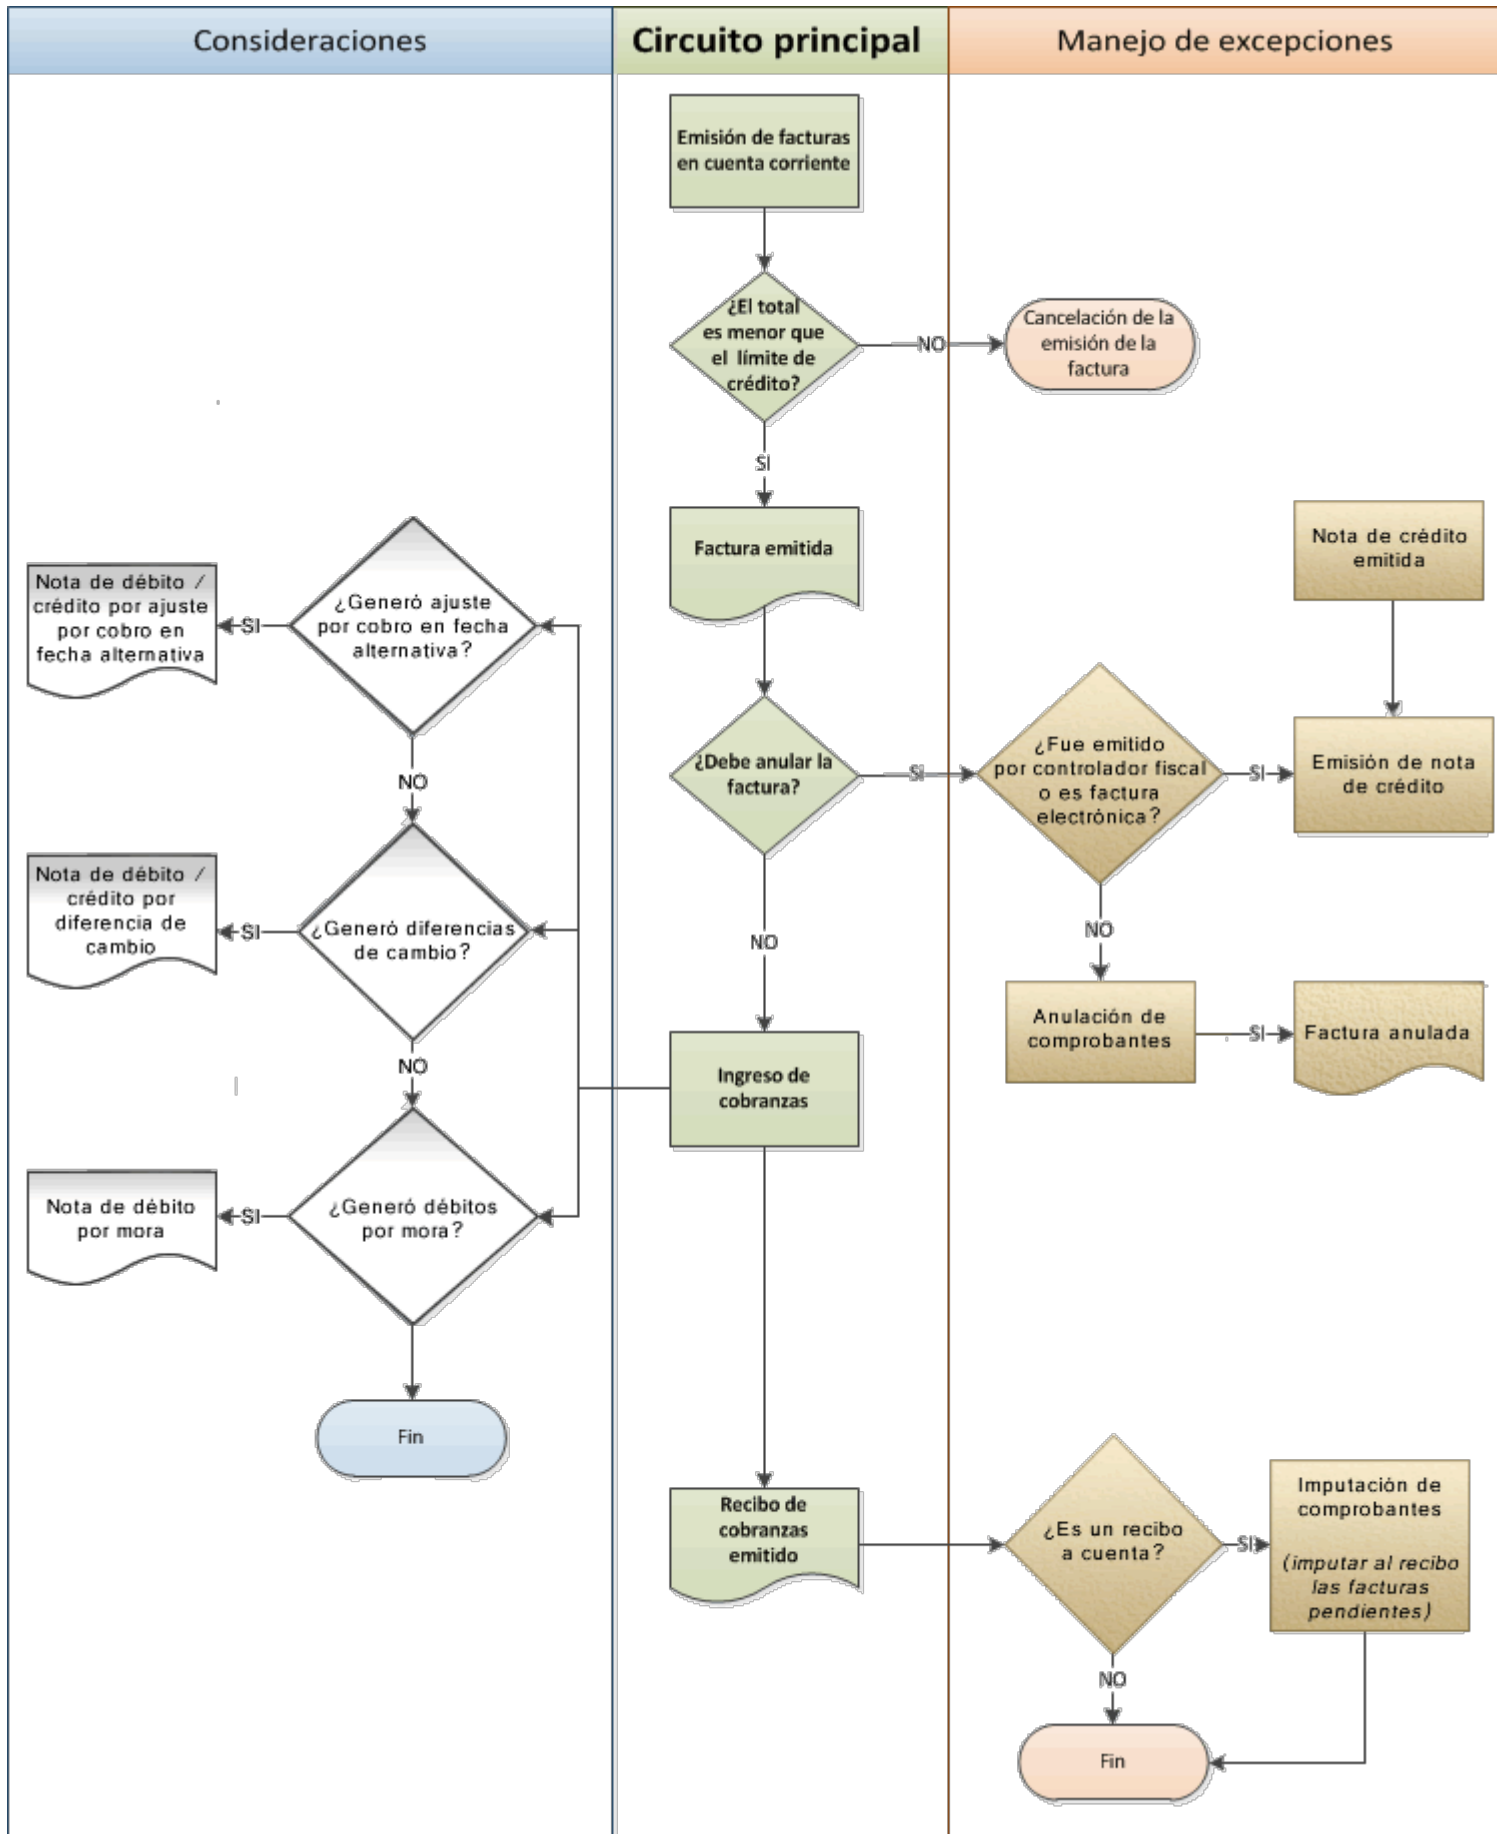 Consideraciones
Circuito principal
Manejo de excepciones
Emisión de facturas
en cuenta corriente
¿El total
es menor que
el límite de
crédito?
NO
Cancelación de la
emisión de la
factura
SI
Factura emitida
Nota de crédito
emitida
Nota de débito /
crédito por ajuste
por cobro en
fecha alternativa
SI
¿Generó ajuste
por cobro en fecha
alternativa?
¿Debe anular la
factura?
SI
¿Fue emitido
por controlador fiscal
o es factura
electrónica?
SI
Emisión de nota
de crédito
NO
Nota de débito /
crédito por
diferencia de
cambio
SI
¿Generó diferencias
de cambio?
NO
NO
Anulación de
comprobantes
SI
Factura anulada
NO
Ingreso de
cobranzas
Nota de débito
por mora
SI
¿Generó débitos
por mora?
Fin
Recibo de
cobranzas
emitido
¿Es un recibo
a cuenta?
SI
Imputación de
comprobantes
(imputar al recibo
las facturas
pendientes)
NO
Fin